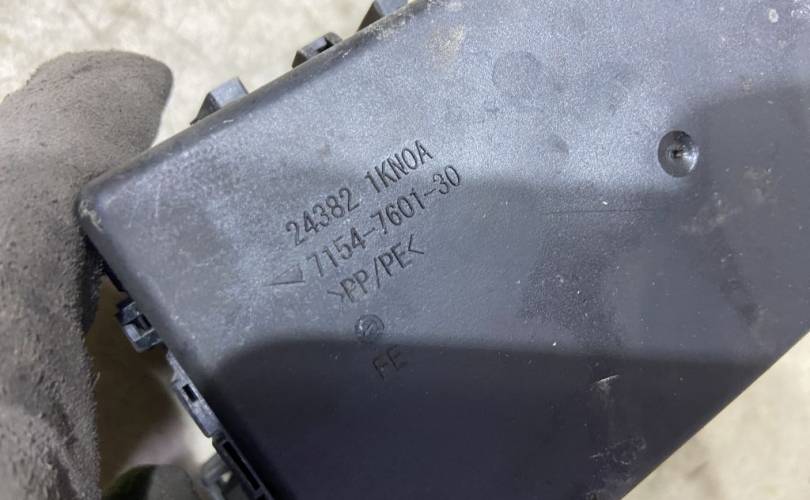 24382 1KN0A
7154-7601-30
>PP/PE<
FE